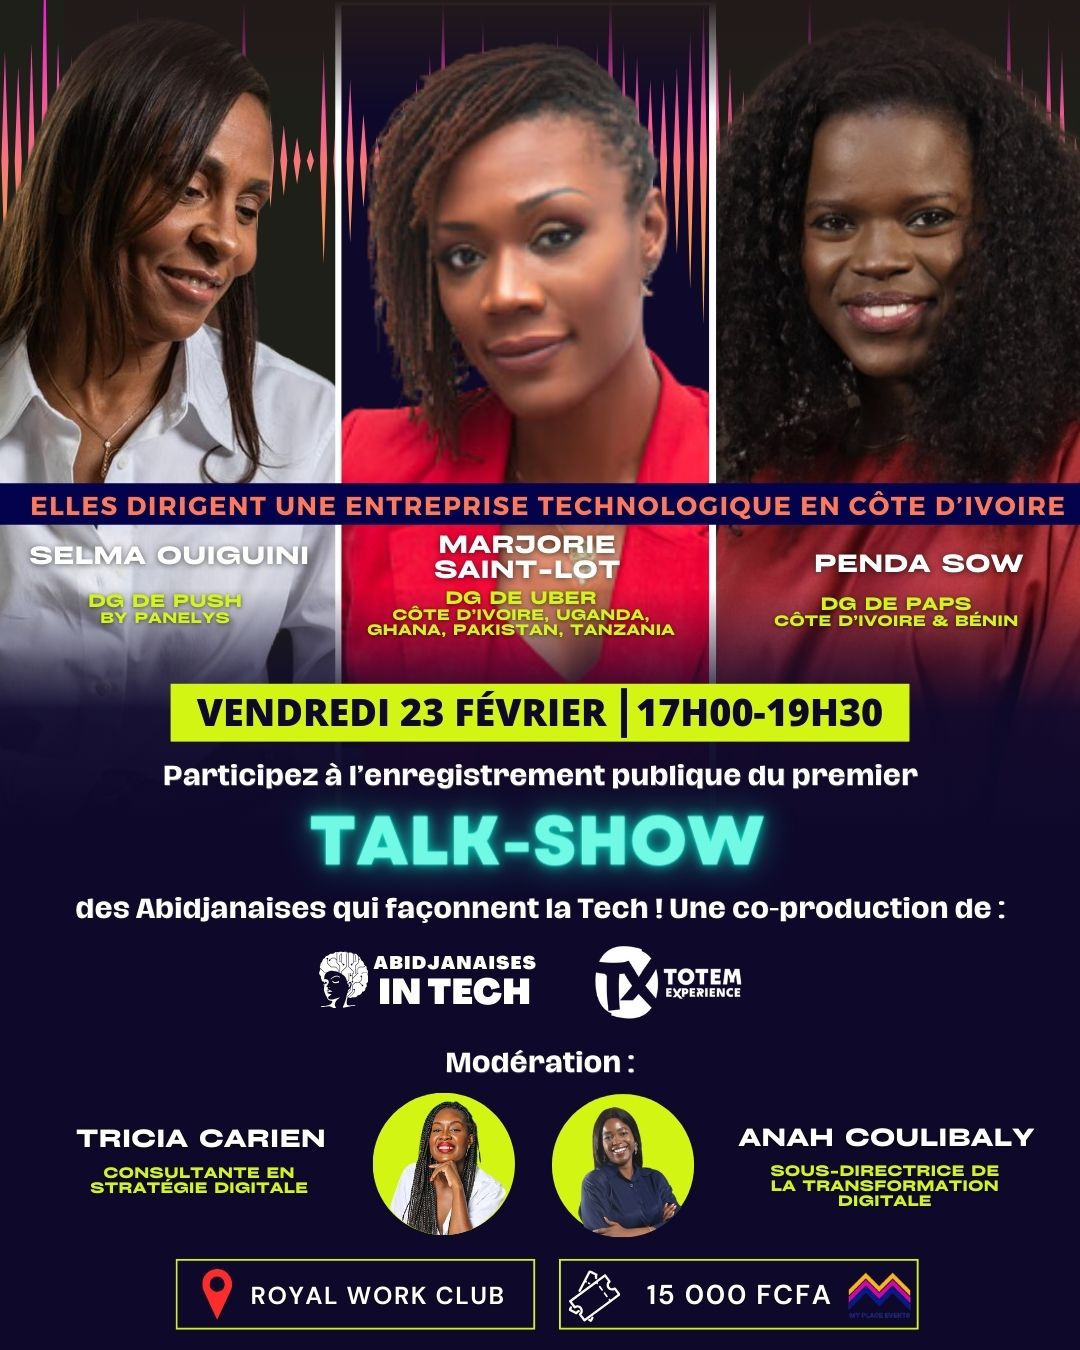 ELLES DIRIGENT UNE ENTREPRISE TECHNOLOGIQUE EN CÔTE D'IVOIRE
SELMA OUIGUINI
DG DE PUSH
BY PANELYS
MARJORIE
SAINT-LOT
DG DE UBER
CÔTE D'IVOIRE, UGANDA,
GHANA, PAKISTAN, TANZANIA
PENDA SOW
DG DE PAPS
CÔTE D'IVOIRE & BÉNIN
VENDREDI 23 FÉVRIER | 17H00-19H30
Participez à l'enregistrement publique du premier
TALK-SHOW
des Abidjanaises qui façonnent la Tech ! Une co-production de :
ABIDJANAISES
IN TECH
TX
TOTEM
EXPERIENCE
Modération :
TRICIA CARIEN
CONSULTANTE EN
STRATÉGIE DIGITALE
ANAH COULIBALY
SOUS-DIRECTRICE DE
LA TRANSFORMATION
DIGITALE
ROYAL WORK CLUB
15 000 FCFA
MY PLACE EVENTS